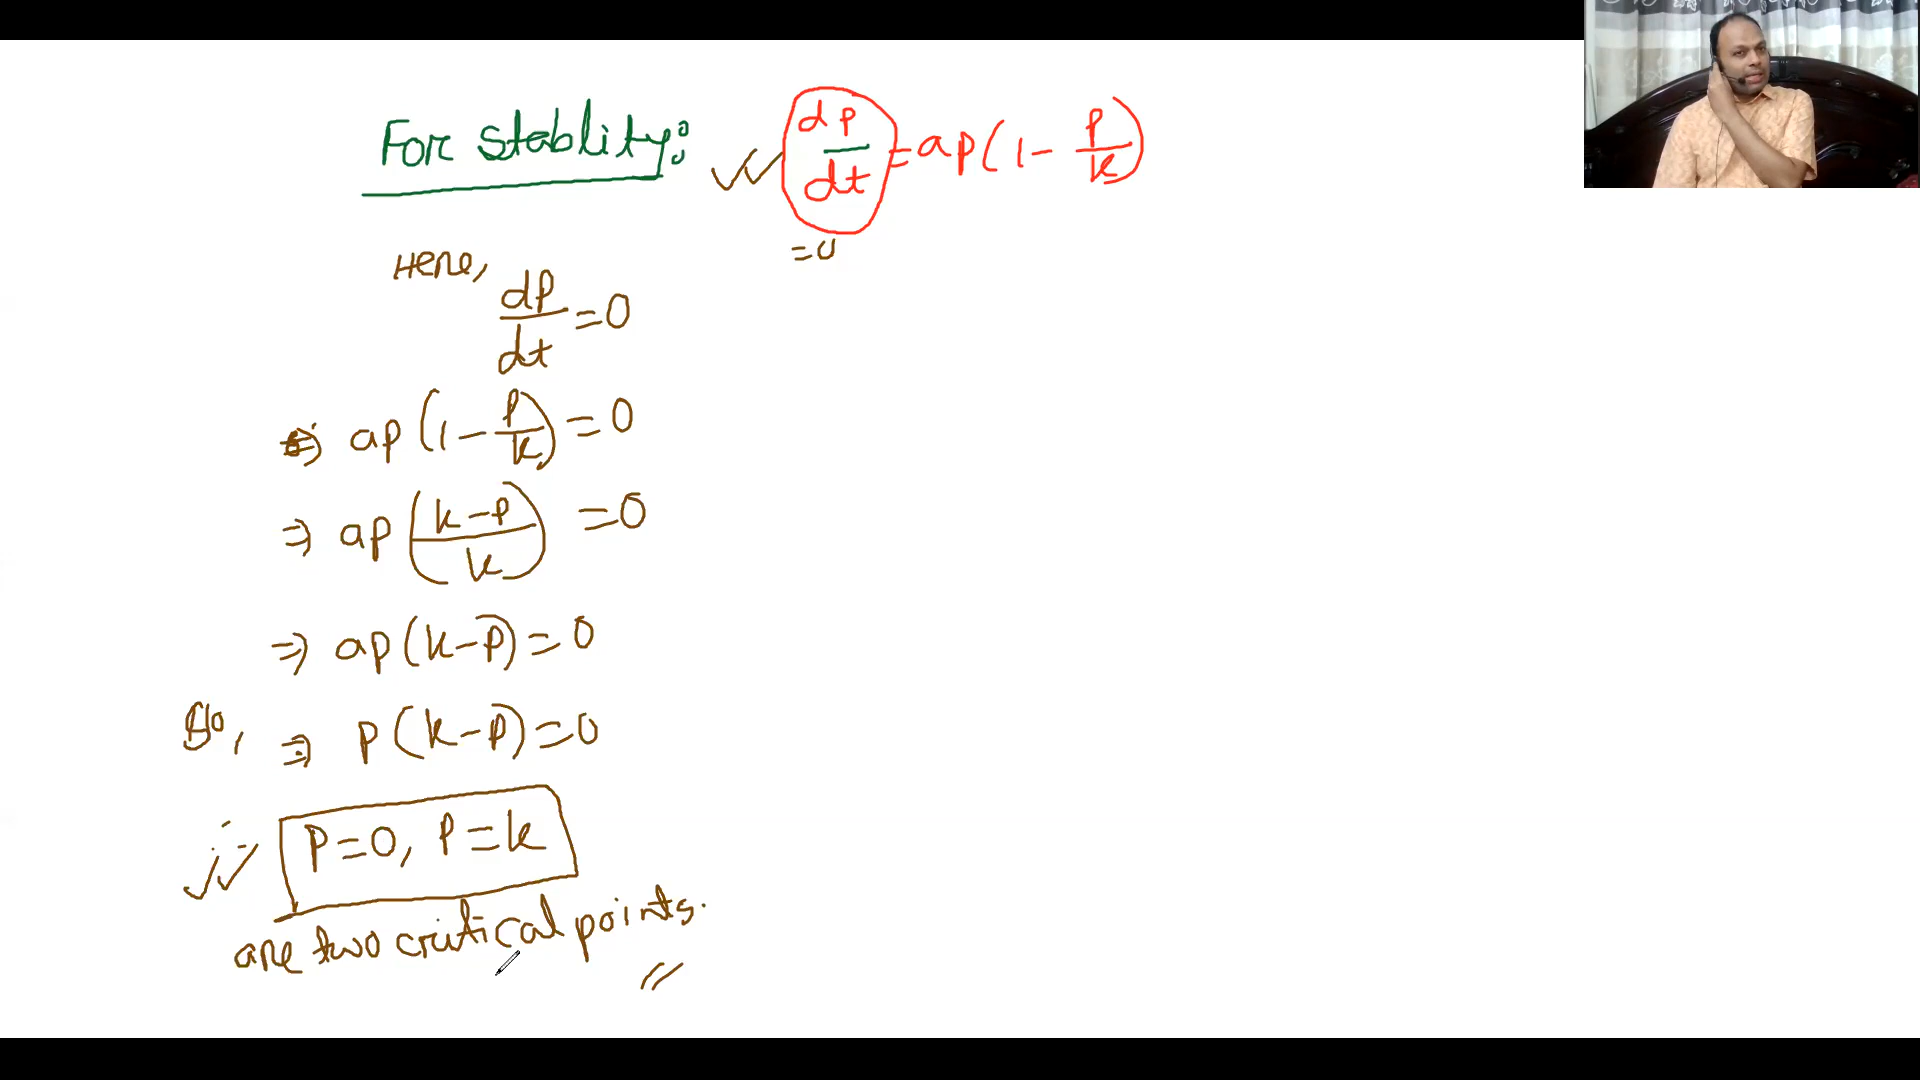 For stablity: dp/dt = ap(1 - p/k)
= 0
Here,
dp/dt = 0
⇒ ap(1 - p/k) = 0
⇒ ap((k-p)/k) = 0
⇒ ap(k-p) = 0
So, ⇒ p(k-p) = 0
P=0, P=k
are two critical points.